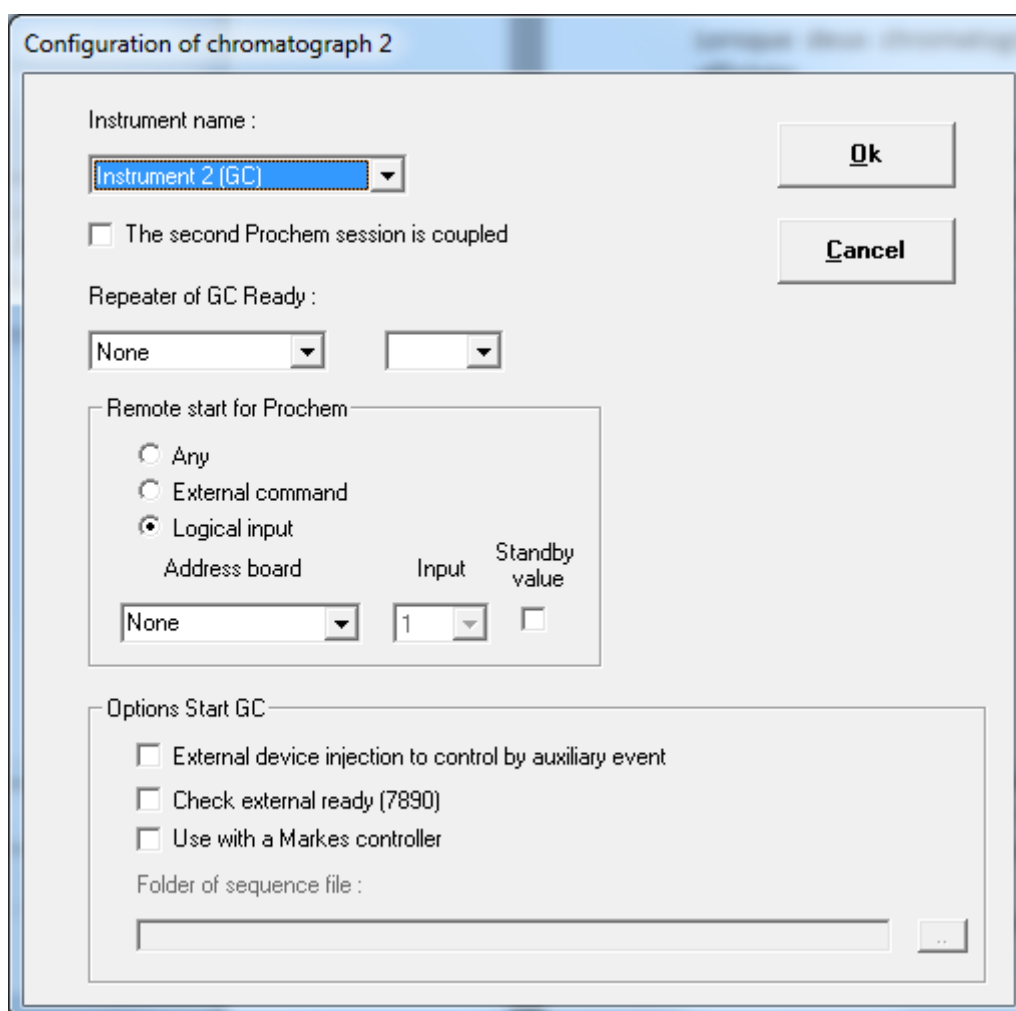 Configuration of chromatograph 2
Lorsque deux chromatog
Instrument name :
Instrument 2 (GC)
Ok
The second Prochem session is coupled
Cancel
Repeater of GC Ready :
None
Remote start for Prochem
Any
External command
Logical input
Address board Input Standby value
None 1
Options Start GC
External device injection to control by auxiliary event
Check external ready (7890)
Use with a Markes controller
Folder of sequence file :
..